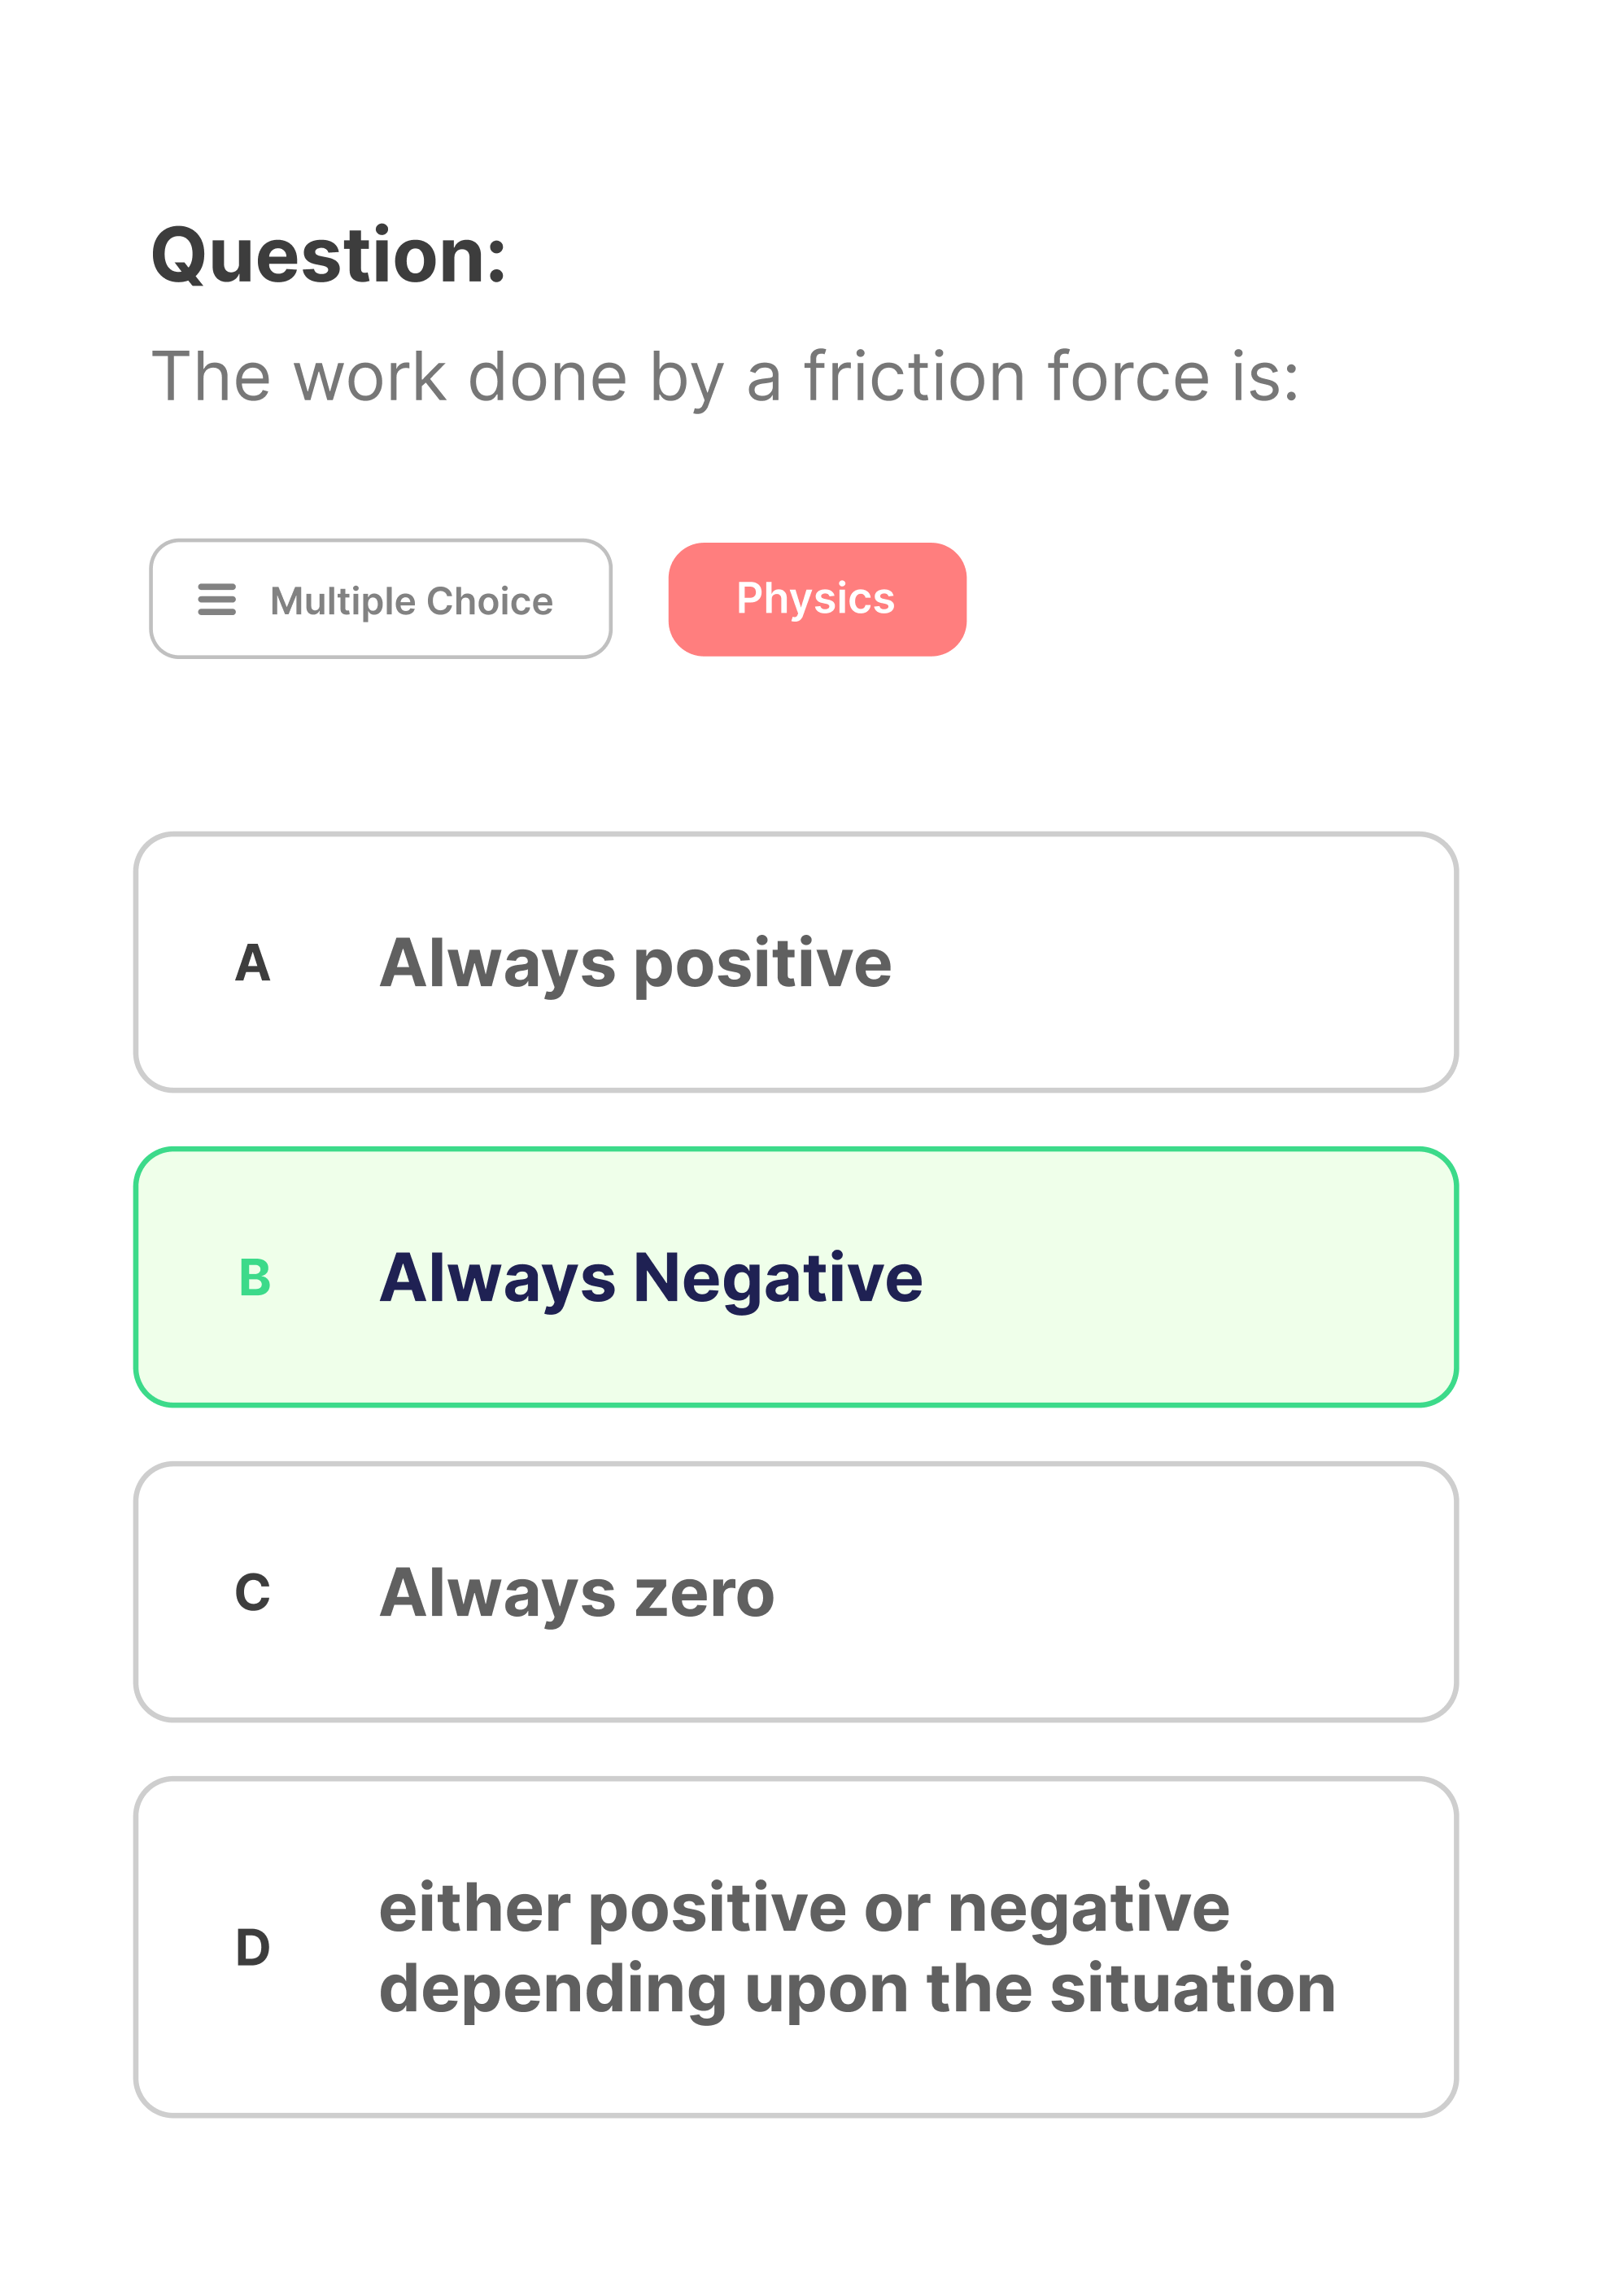 Question:
The work done by a friction force is:
Multiple Choice
Physics
A
Always positive
B
Always Negative
C
Always zero
D
either positive or negative
depending upon the situation